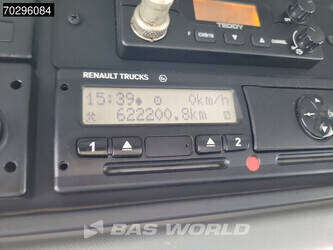 70296084
TEDDY
CH19
RENAULT TRUCKS
15:39 0km/h
622200.8km
1
2
BAS WORLD